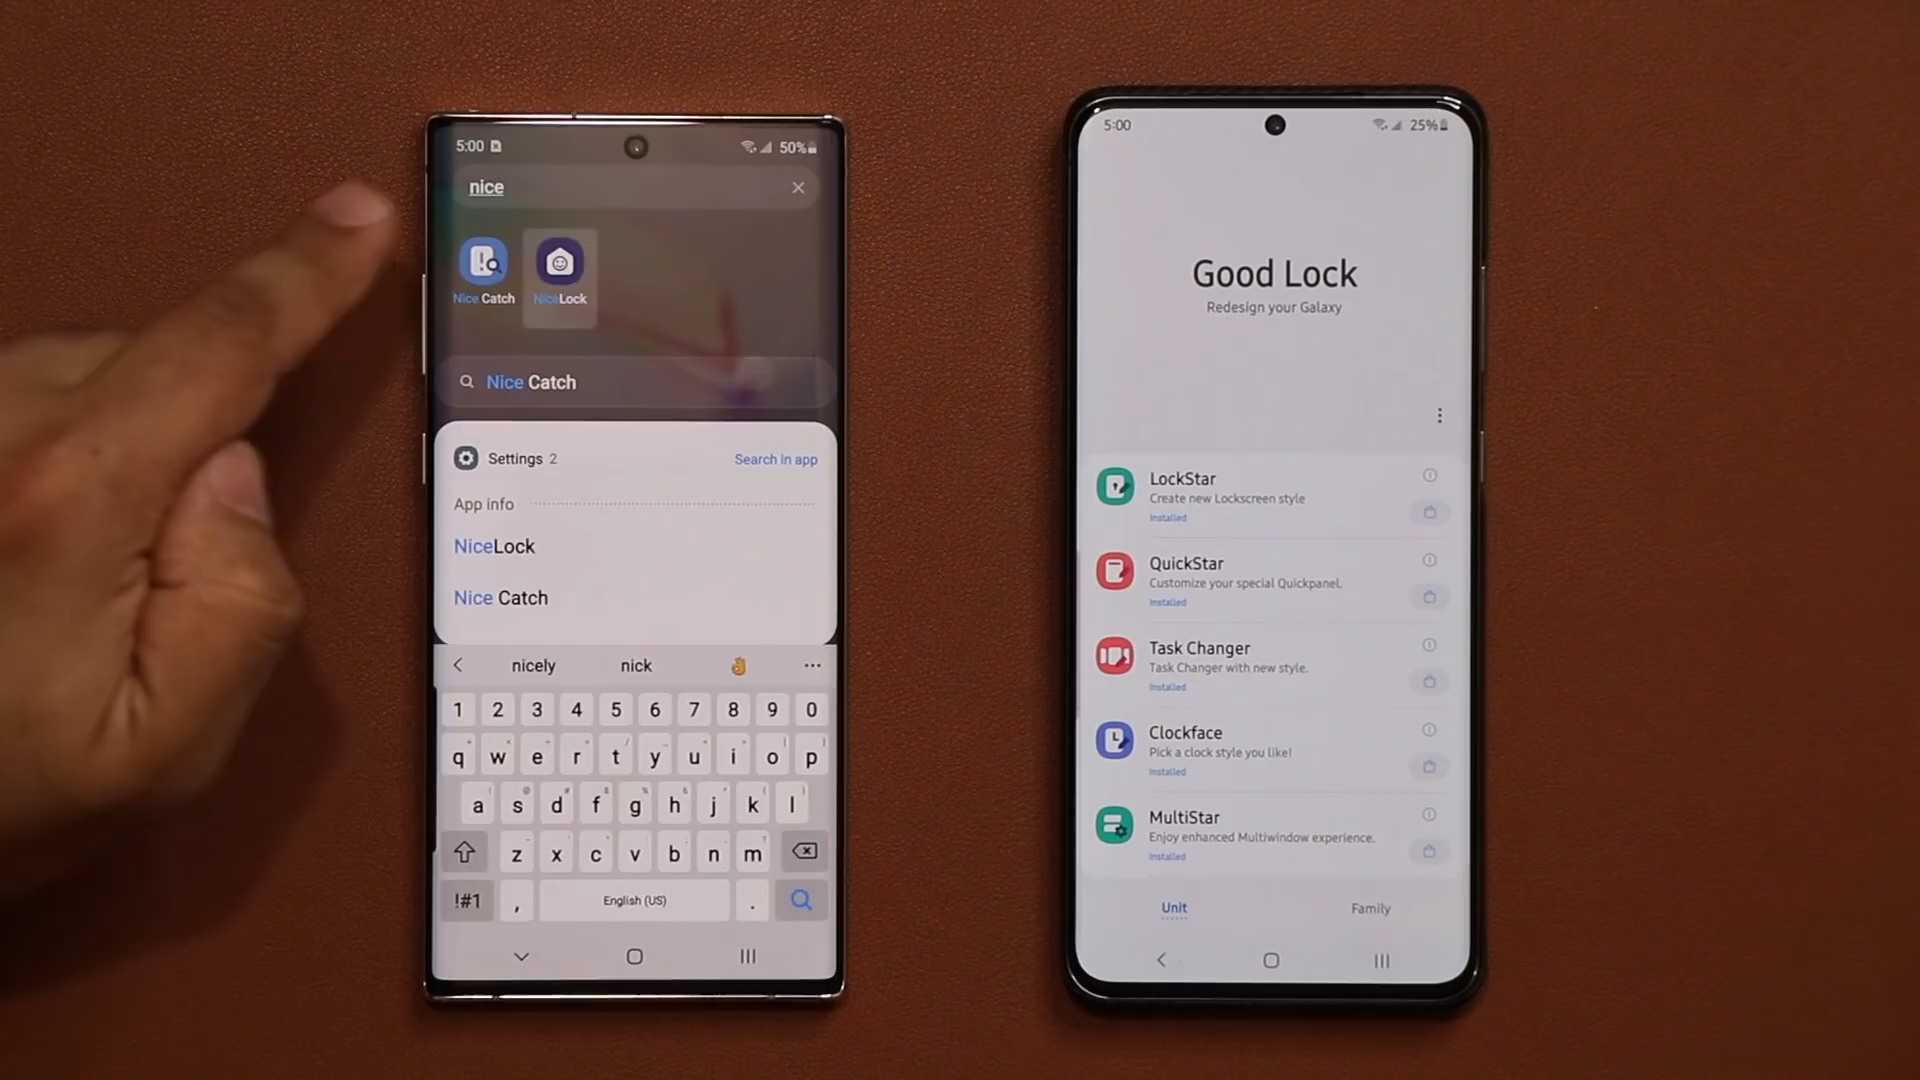 5:00
50%
nice
Nice Catch
NiceLock
Nice Catch
Settings 2
Search in app
App info
NiceLock
Nice Catch
nicely
nick
1 2 3 4 5 6 7 8 9 0
q w e r t y u i o p
a s d f g h j k l
z x c v b n m
!#1 , English (US) .
5:00
25%
Good Lock
Redesign your Galaxy
LockStar
Create new Lockscreen style
Installed
QuickStar
Customize your special Quickpanel.
Installed
Task Changer
Task Changer with new style.
Installed
Clockface
Pick a clock style you like!
Installed
MultiStar
Enjoy enhanced Multiwindow experience.
Installed
Unit
Family